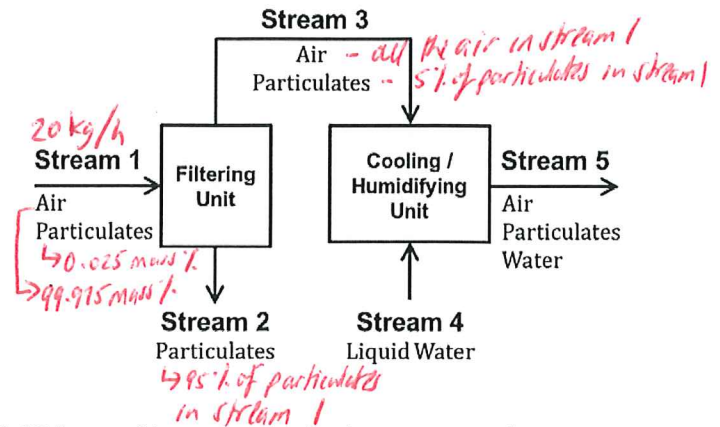 Stream 3
Air - all the air in stream 1
Particulates - 5% of particulates in stream 1
20 kg/h
Stream 1
Air
Particulates
↳ 0.025 mass %
↳ 99.975 mass %
Filtering
Unit
Cooling /
Humidifying
Unit
Stream 5
Air
Particulates
Water
Stream 2
Particulates
↳ 95% of particulates
in stream 1
Stream 4
Liquid Water